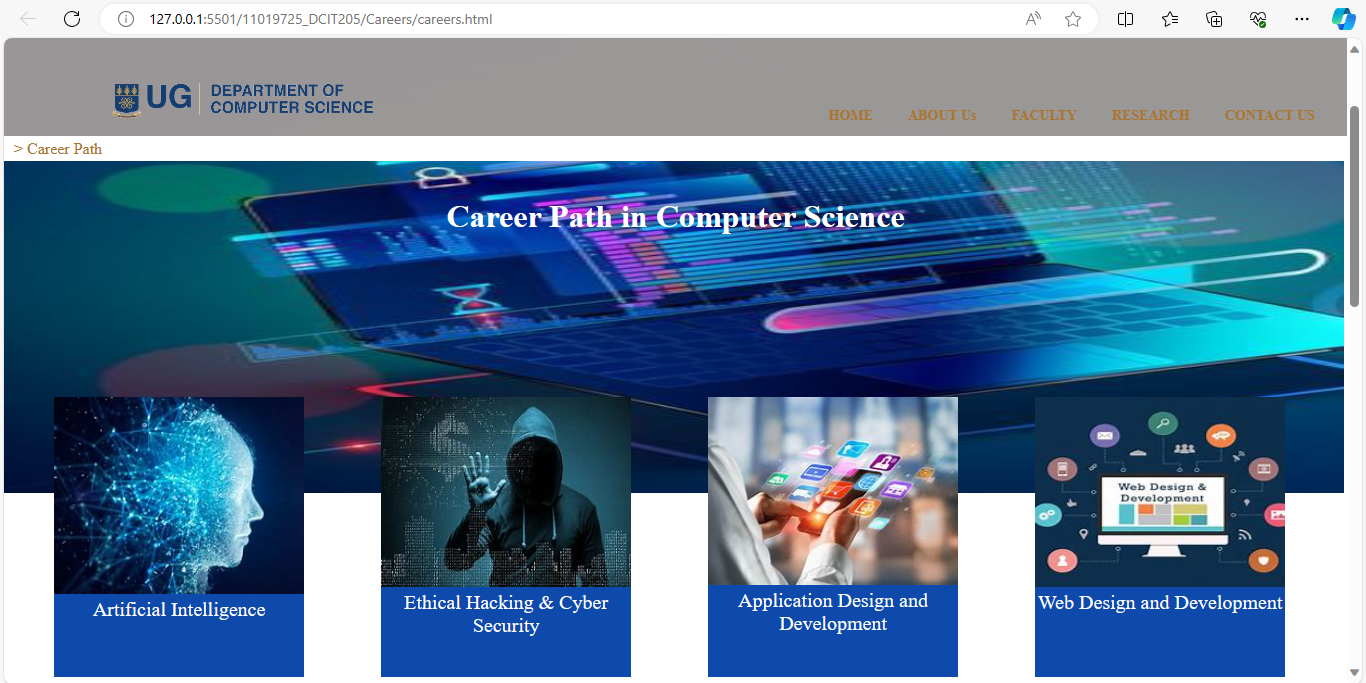 127.0.0.1:5501/11019725_DCIT205/Careers/careers.html
UG DEPARTMENT OF
COMPUTER SCIENCE
HOME ABOUT Us FACULTY RESEARCH CONTACT US
> Career Path
Career Path in Computer Science
Web Design &
Development
Artificial Intelligence
Ethical Hacking & Cyber
Security
Application Design and
Development
Web Design and Development